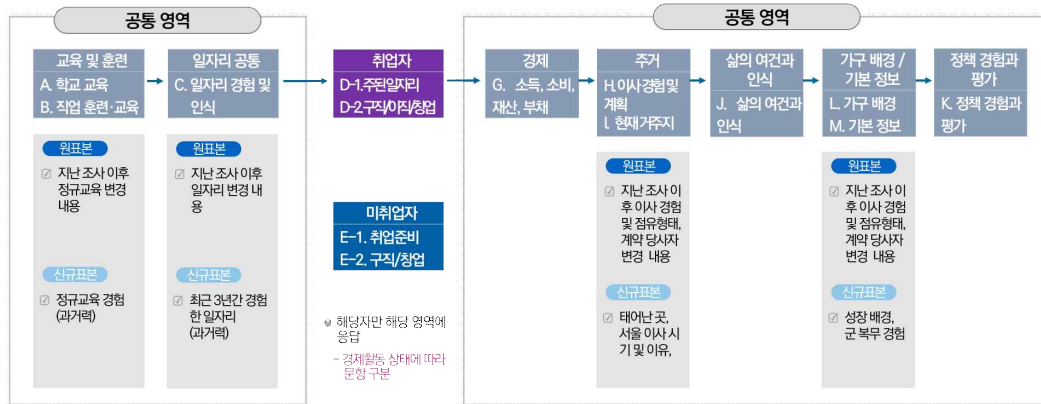 공통 영역
공통 영역
교육 및 훈련
A. 학교 교육
B. 직업 훈련·교육
일자리 공통
C. 일자리 경험 및
인식
취업자
D-1.주된일자리
D-2.구직/이직/창업
경제
G. 소득, 소비,
재산, 부채
주거
H.이사경험 및
계획
I. 현재거주지
삶의 여건과
인식
J. 삶의 여건과
인식
가구 배경 /
기본 정보
L. 가구 배경
M. 기본 정보
정책 경험과
평가
K. 정책 경험과
평가
원표본
지난 조사 이후
정규교육 변경
내용
신규표본
정규교육 경험
(과거력)
원표본
지난 조사 이후
일자리 변경 내
용
신규표본
최근 3년간 경험
한 일자리
(과거력)
미취업자
E-1. 취업준비
E-2. 구직/창업
해당자만 해당 영역에
응답
- 경제활동 상태에 따라
문항 구분
원표본
지난 조사 이
후 이사 경험
및 점유형태,
계약 당사자
변경 내용
신규표본
태어난 곳,
서울 이사 시
기 및 이유,
원표본
지난 조사 이
후 이사 경험
및 점유형태,
계약 당사자
변경 내용
신규표본
성장 배경,
군 복무 경험